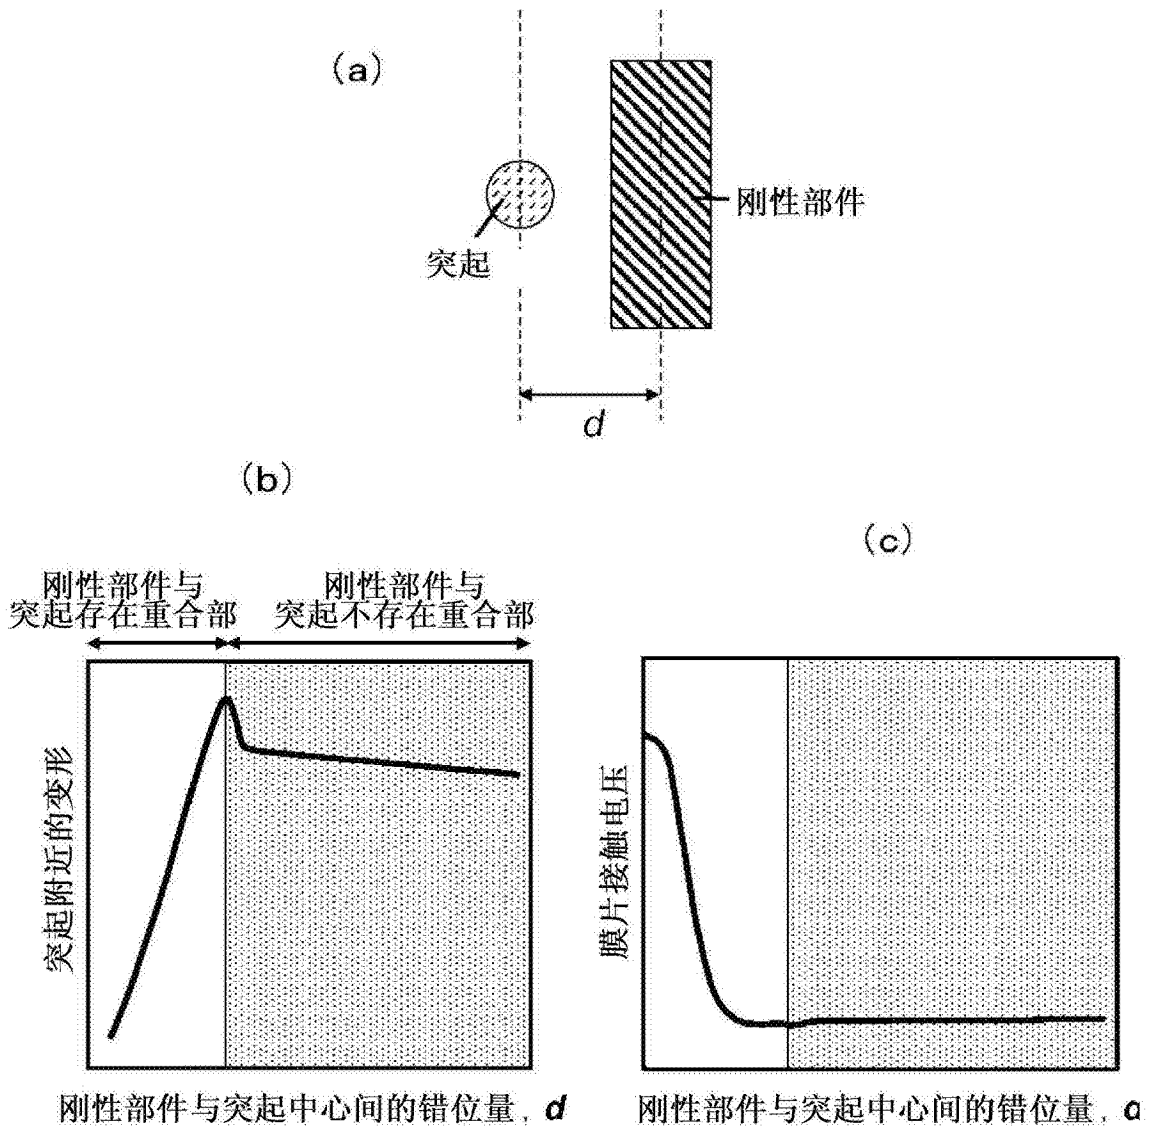 (a)
刚性部件
突起
d
(b)
(c)
刚性部件与
突起存在重合部
刚性部件与
突起不存在重合部
突起附近的变形
膜片接触电压
刚性部件与突起中心间的错位量，d
刚性部件与突起中心间的错位量，d